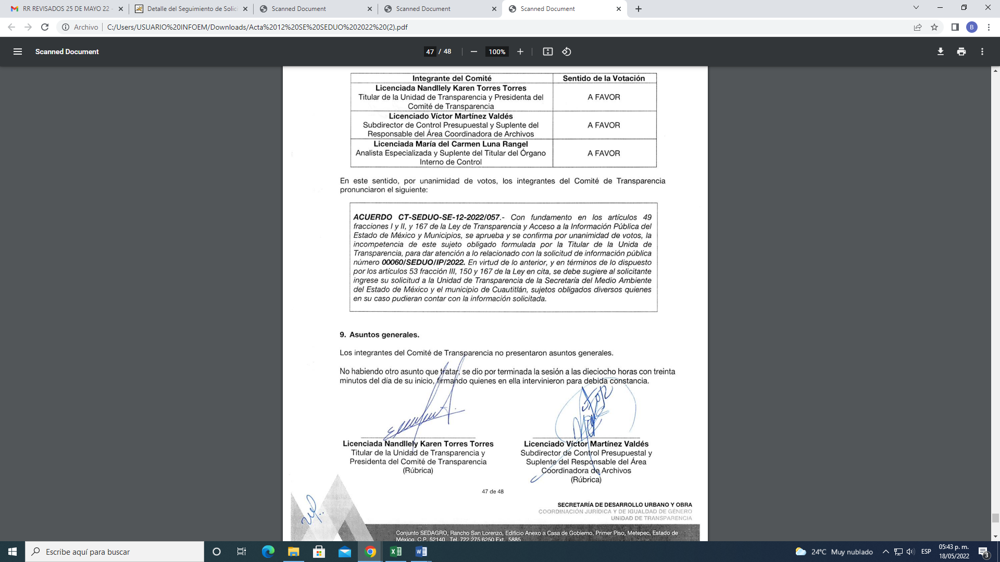 RR REVISADOS 25 DE MAYO 22 -
Detalle del Seguimiento de Solici
Scanned Document
Scanned Document
Scanned Document
Archivo
C:/Users/USUARIO%20INFOEM/Downloads/Acta%2012%20SE%20SEDUO%202022%20(2).pdf
B
Scanned Document
47 / 48
100%
Integrante del Comité
Sentido de la Votación
Licenciada Nandllely Karen Torres Torres
Titular de la Unidad de Transparencia y Presidenta del
Comité de Transparencia
A FAVOR
Licenciado Víctor Martínez Valdés
Subdirector de Control Presupuestal y Suplente del
Responsable del Área Coordinadora de Archivos
A FAVOR
Licenciada María del Carmen Luna Rangel
Analista Especializada y Suplente del Titular del Órgano
Interno de Control
A FAVOR
En este sentido, por unanimidad de votos, los integrantes del Comité de Transparencia
pronunciaron el siguiente:
ACUERDO CT-SEDUO-SE-12-2022/057.- Con fundamento en los artículos 49
fracciones I y II, y 167 de la Ley de Transparencia y Acceso a la Información Pública del
Estado de México y Municipios, se aprueba y se confirma por unanimidad de votos, la
incompetencia de este sujeto obligado formulada por la Titular de la Unida de
Transparencia, para dar atención a lo relacionado con la solicitud de información pública
número 00060/SEDUO/IP/2022. En virtud de lo anterior, y en términos de lo dispuesto
por los artículos 53 fracción III, 150 y 167 de la Ley en cita, se debe sugiere al solicitante
ingrese su solicitud a la Unidad de Transparencia de la Secretaría del Medio Ambiente
del Estado de México y el municipio de Cuautitlán, sujetos obligados diversos quienes
en su caso pudieran contar con la información solicitada.
9. Asuntos generales.
Los integrantes del Comité de Transparencia no presentaron asuntos generales.
No habiendo otro asunto que tratar, se dio por terminada la sesión a las dieciocho horas con treinta
minutos del día de su inicio, firmando quienes en ella intervinieron para debida constancia.
Licenciada Nandllely Karen Torres Torres
Titular de la Unidad de Transparencia y
Presidenta del Comité de Transparencia
(Rúbrica)
Licenciado Víctor Martínez Valdés
Subdirector de Control Presupuestal y
Suplente del Responsable del Área
Coordinadora de Archivos
(Rúbrica)
47 de 48
SECRETARÍA DE DESARROLLO URBANO Y OBRA
COORDINACIÓN JURÍDICA Y DE IGUALDAD DE GÉNERO
UNIDAD DE TRANSPARENCIA
Conjunto SEDAGRO, Rancho San Lorenzo, Edificio Anexo a Casa de Gobierno, Primer Piso, Metepec, Estado de
México, C.P. 52140 Tel. 722 275 6250 Ext. 5885
Escribe aquí para buscar
24°C Muy nublado
ESP
05:43 p. m.
18/05/2022
3